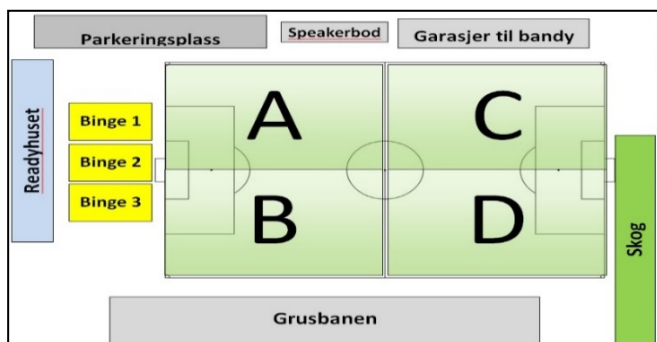 Parkeringsplass
Speakerbod
Garasjer til bandy
Readyhuset
Binge 1
Binge 2
Binge 3
A
C
B
D
Skog
Grusbanen